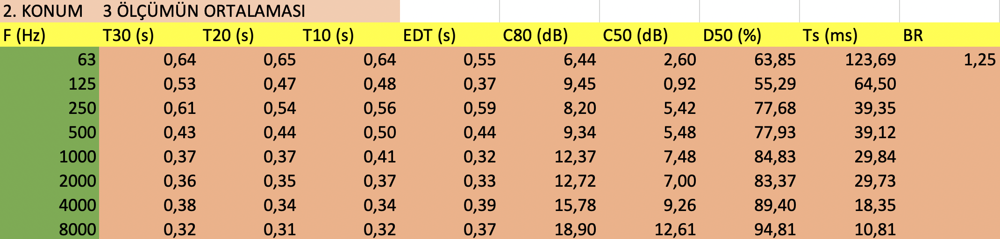 2. KONUM 3 ÖLÇÜMÜN ORTALAMASI
F (Hz) T30 (s) T20 (s) T10 (s) EDT (s) C80 (dB) C50 (dB) D50 (%) Ts (ms) BR
63 0,64 0,65 0,64 0,55 6,44 2,60 63,85 123,69 1,25
125 0,53 0,47 0,48 0,37 9,45 0,92 55,29 64,50
250 0,61 0,54 0,56 0,59 8,20 5,42 77,68 39,35
500 0,43 0,44 0,50 0,44 9,34 5,48 77,93 39,12
1000 0,37 0,37 0,41 0,32 12,37 7,48 84,83 29,84
2000 0,36 0,35 0,37 0,33 12,72 7,00 83,37 29,73
4000 0,38 0,34 0,34 0,39 15,78 9,26 89,40 18,35
8000 0,32 0,31 0,32 0,37 18,90 12,61 94,81 10,81